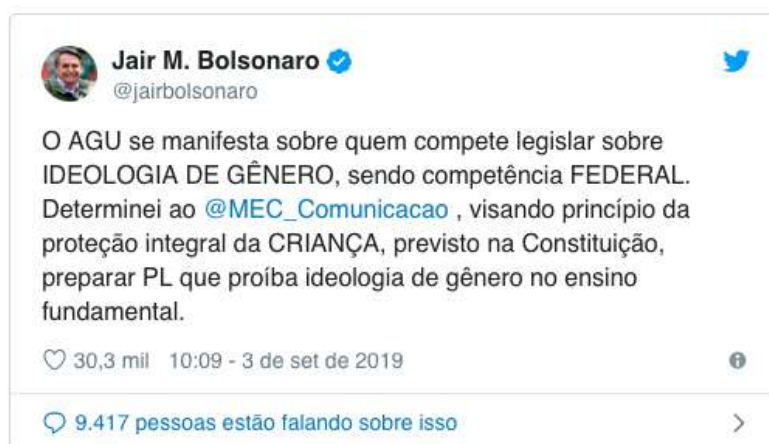 Jair M. Bolsonaro
@jairbolsonaro
O AGU se manifesta sobre quem compete legislar sobre
IDEOLOGIA DE GÊNERO, sendo competência FEDERAL.
Determinei ao @MEC_Comunicacao , visando princípio da
proteção integral da CRIANÇA, previsto na Constituição,
preparar PL que proíba ideologia de gênero no ensino
fundamental.
30,3 mil 10:09 - 3 de set de 2019
9.417 pessoas estão falando sobre isso